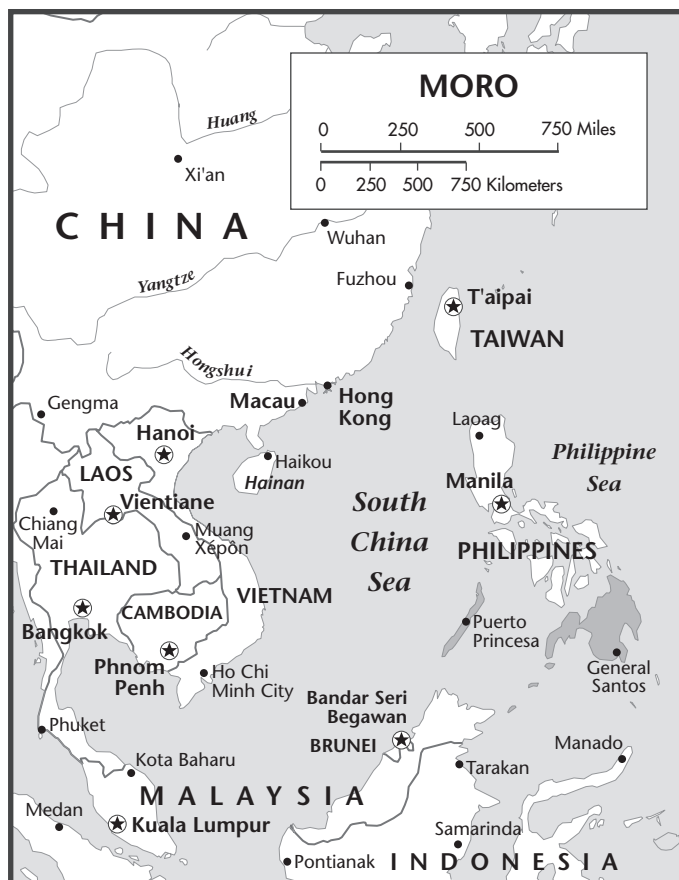 MORO
0 250 500 750 Miles
0 250 500 750 Kilometers
Huang
Xi'an
CHINA
Wuhan
Yangtze
Fuzhou
T'aipai
TAIWAN
Hongshui
Hong
Kong
Macau
Gengma
Hanoi
Laoag
Philippine
Sea
LAOS
Haikou
Hainan
Manila
Vientiane
South
China
Sea
Chiang
Mai
Muang
Xépôn
PHILIPPINES
THAILAND
VIETNAM
CAMBODIA
Bangkok
Puerto
Princesa
Phnom
Penh
Ho Chi
Minh City
General
Santos
Bandar Seri
Begawan
Phuket
BRUNEI
Manado
Kota Baharu
Tarakan
MALAYSIA
Medan
Kuala Lumpur
Samarinda
Pontianak
INDONESIA